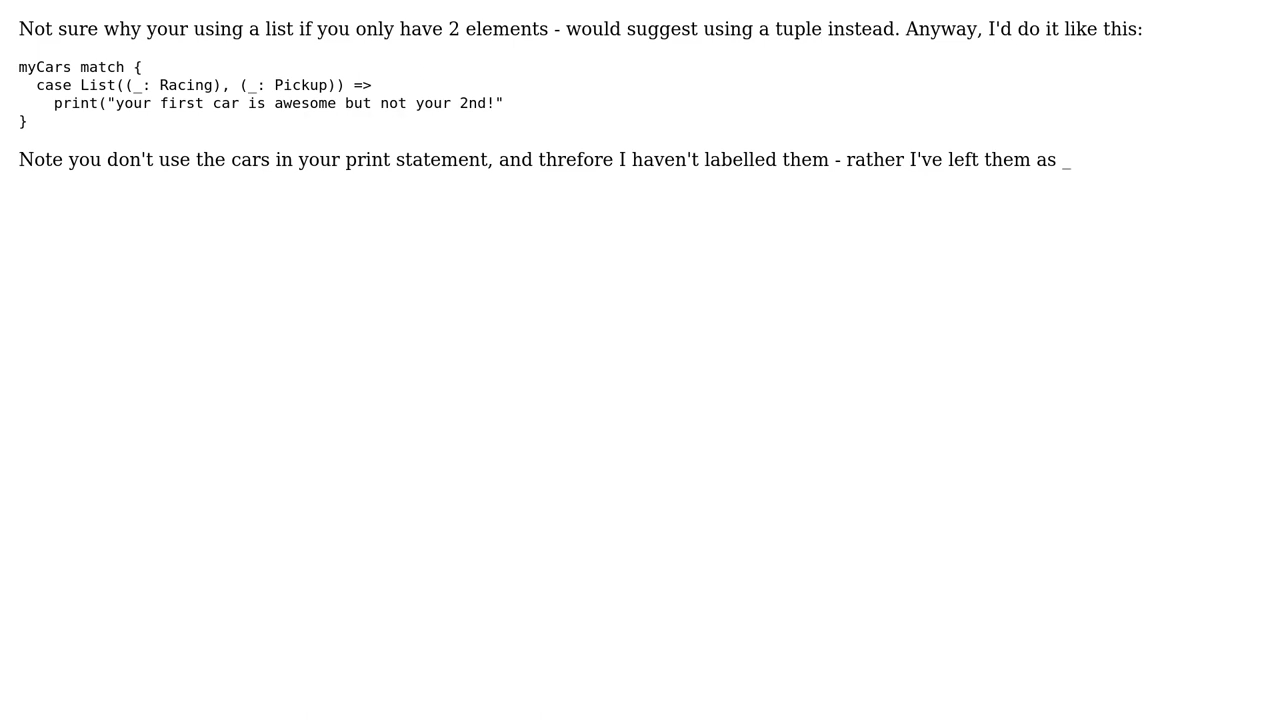 Not sure why your using a list if you only have 2 elements - would suggest using a tuple instead. Anyway, I'd do it like this:
myCars match {
  case List((_: Racing), (_: Pickup)) =>
    print("your first car is awesome but not your 2nd!"
}
Note you don't use the cars in your print statement, and threfore I haven't labelled them - rather I've left them as _